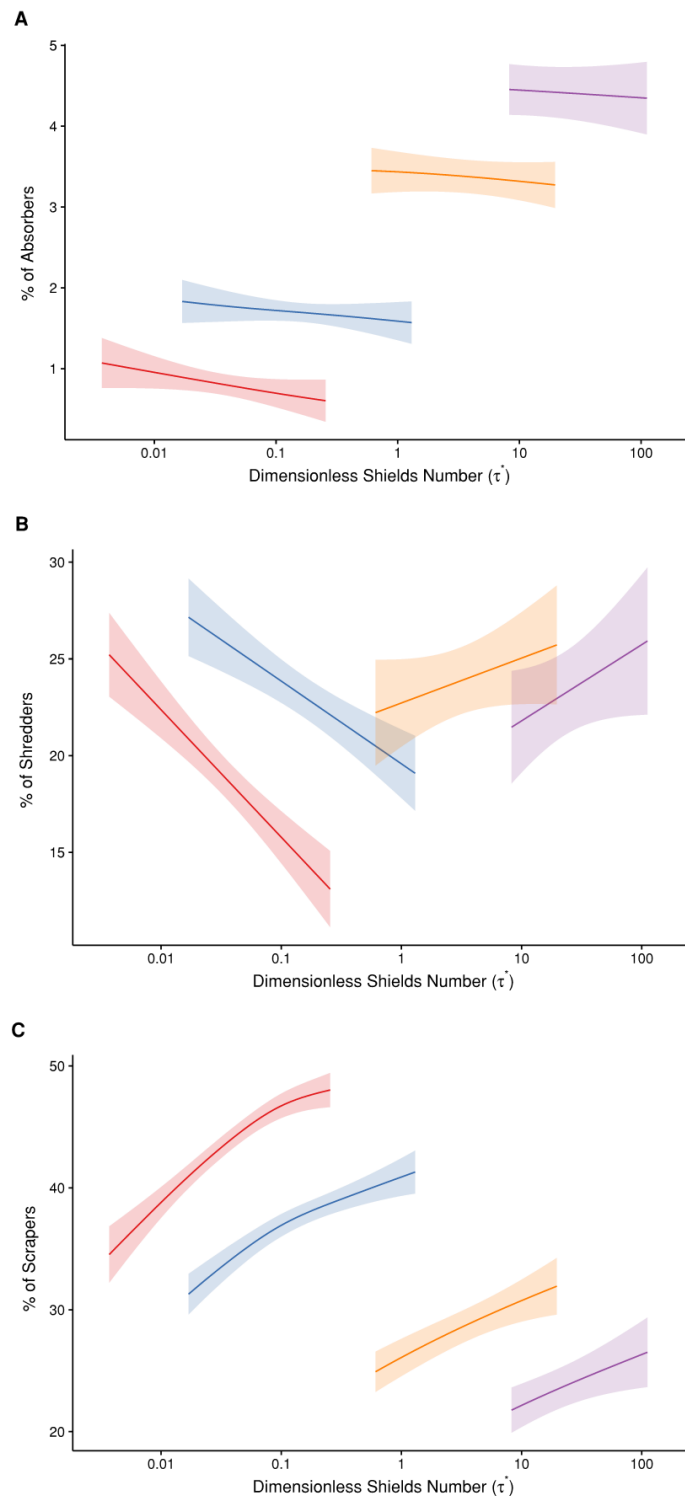 A
5
4
3
2
1
% of Absorbers
0.01 0.1 1 10 100
Dimensionless Shields Number (τ*)
B
30
25
20
15
% of Shredders
0.01 0.1 1 10 100
Dimensionless Shields Number (τ*)
C
50
40
30
20
% of Scrapers
0.01 0.1 1 10 100
Dimensionless Shields Number (τ*)